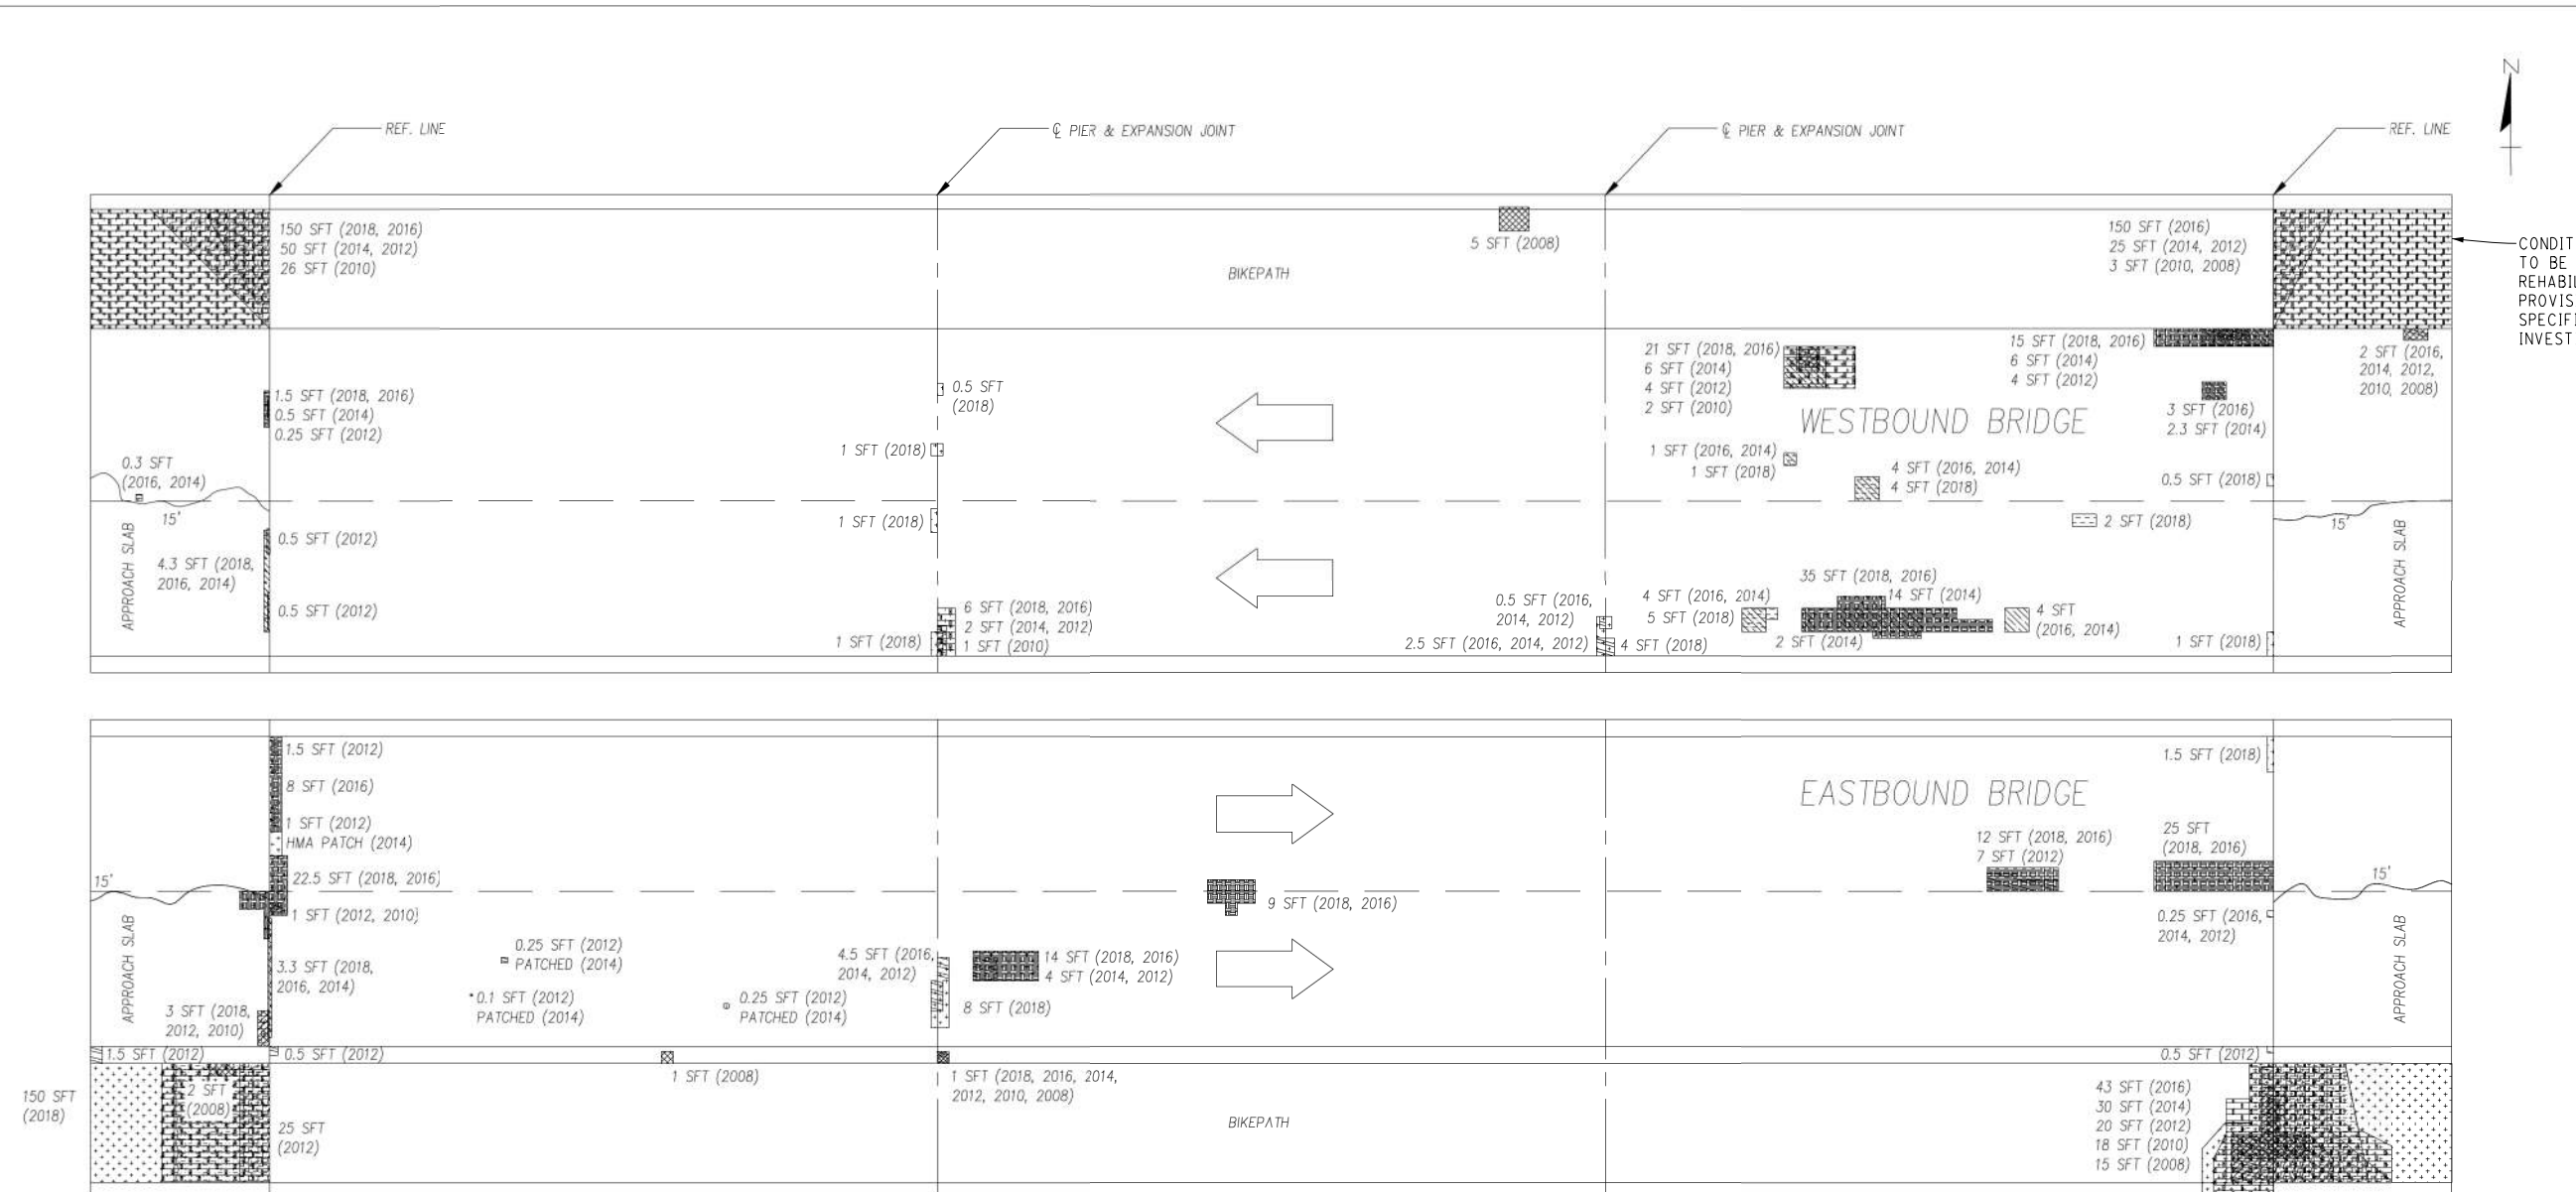 N
REF. LINE
℄ PIER & EXPANSION JOINT
℄ PIER & EXPANSION JOINT
REF. LINE
150 SFT (2018, 2016)
50 SFT (2014, 2012)
26 SFT (2010)
5 SFT (2008)
BIKEPATH
150 SFT (2016)
25 SFT (2014, 2012)
3 SFT (2010, 2008)
CONDIT
TO BE
REHABIL
PROVIS
SPECIF
INVEST
1.5 SFT (2018, 2016)
0.5 SFT (2014)
0.25 SFT (2012)
0.5 SFT
(2018)
1 SFT (2018)
21 SFT (2018, 2016)
6 SFT (2014)
4 SFT (2012)
2 SFT (2010)
15 SFT (2018, 2016)
6 SFT (2014)
4 SFT (2012)
2 SFT (2016,
2014, 2012,
2010, 2008)
3 SFT (2016)
2.3 SFT (2014)
WESTBOUND BRIDGE
1 SFT (2016, 2014)
1 SFT (2018)
4 SFT (2016, 2014)
4 SFT (2018)
0.5 SFT (2018)
0.3 SFT
(2016, 2014)
15'
APPROACH SLAB
0.5 SFT (2012)
4.3 SFT (2018,
2016, 2014)
0.5 SFT (2012)
1 SFT (2018)
2 SFT (2018)
15'
APPROACH SLAB
6 SFT (2018, 2016)
2 SFT (2014, 2012)
1 SFT (2010)
1 SFT (2018)
0.5 SFT (2016,
2014, 2012)
2.5 SFT (2016, 2014, 2012)
4 SFT (2018)
4 SFT (2016, 2014)
5 SFT (2018)
35 SFT (2018, 2016)
14 SFT (2014)
2 SFT (2014)
4 SFT
(2016, 2014)
1 SFT (2018)
1.5 SFT (2012)
8 SFT (2016)
1 SFT (2012)
HMA PATCH (2014)
22.5 SFT (2018, 2016)
1 SFT (2012, 2010)
15'
APPROACH SLAB
3.3 SFT (2018,
2016, 2014)
3 SFT (2018,
2012, 2010)
1.5 SFT (2012)
0.5 SFT (2012)
0.25 SFT (2012)
PATCHED (2014)
0.1 SFT (2012)
PATCHED (2014)
0.25 SFT (2012)
PATCHED (2014)
4.5 SFT (2016,
2014, 2012)
14 SFT (2018, 2016)
4 SFT (2014, 2012)
8 SFT (2018)
9 SFT (2018, 2016)
EASTBOUND BRIDGE
1.5 SFT (2018)
12 SFT (2018, 2016)
7 SFT (2012)
25 SFT
(2018, 2016)
15'
0.25 SFT (2016,
2014, 2012)
APPROACH SLAB
0.5 SFT (2012)
150 SFT
(2018)
2 SFT
(2008)
25 SFT
(2012)
1 SFT (2008)
1 SFT (2018, 2016, 2014,
2012, 2010, 2008)
BIKEPATH
43 SFT (2016)
30 SFT (2014)
20 SFT (2012)
18 SFT (2010)
15 SFT (2008)